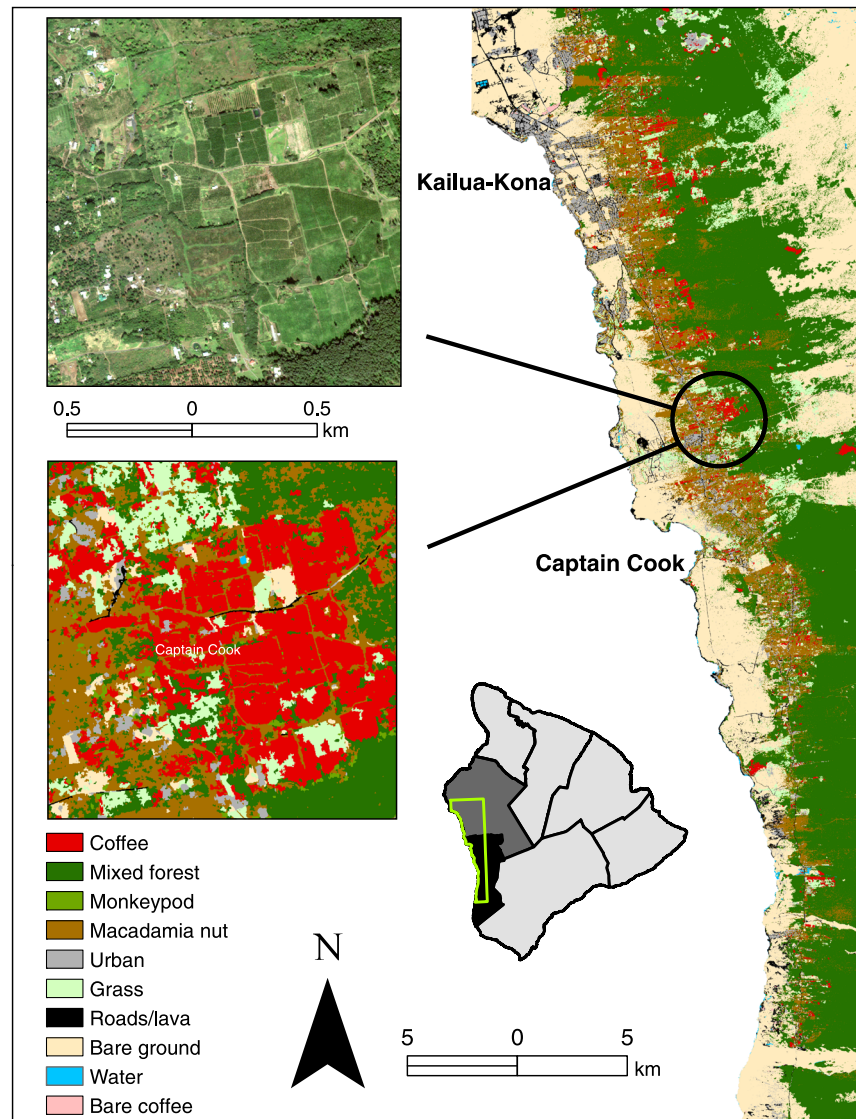 Kailua-Kona
0.5 0 0.5
km
Captain Cook
Captain Cook
Coffee
Mixed forest
Monkeypod
Macadamia nut
Urban
Grass
Roads/lava
Bare ground
Water
Bare coffee
N
5 0 5
km